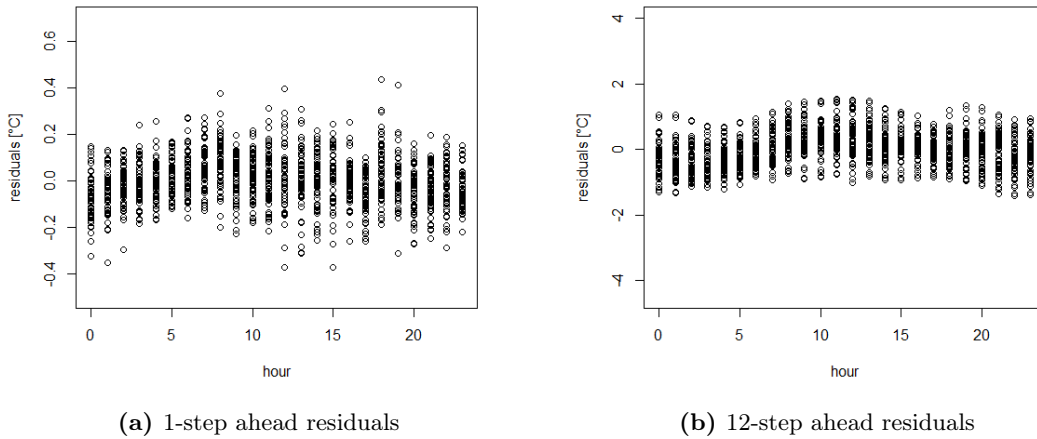 0.6
0.4
0.2
0.0
-0.2
-0.4
residuals [°C]
0 5 10 15 20
hour
(a) 1-step ahead residuals
4
2
0
-2
-4
residuals [°C]
0 5 10 15 20
hour
(b) 12-step ahead residuals